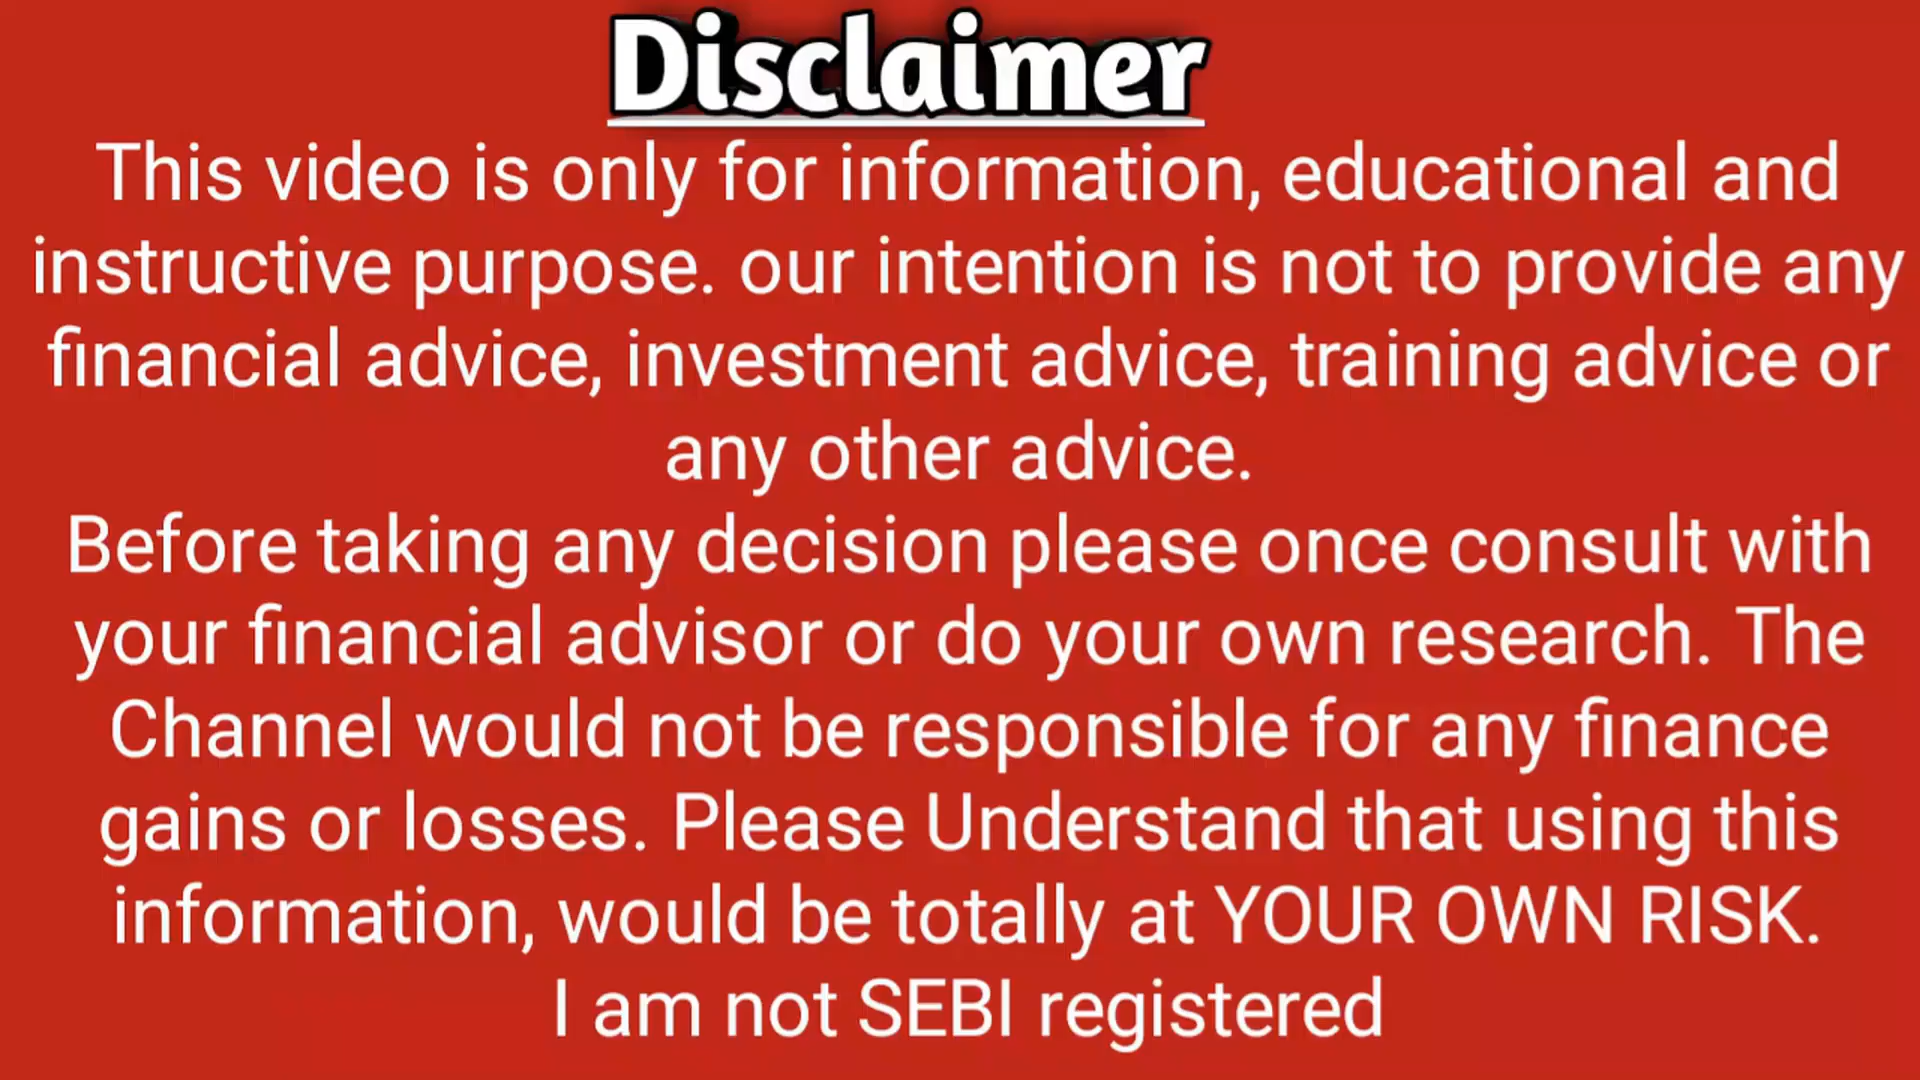 Disclaimer
This video is only for information, educational and
instructive purpose. our intention is not to provide any
financial advice, investment advice, training advice or
any other advice.
Before taking any decision please once consult with
your financial advisor or do your own research. The
Channel would not be responsible for any finance
gains or losses. Please Understand that using this
information, would be totally at YOUR OWN RISK.
I am not SEBI registered